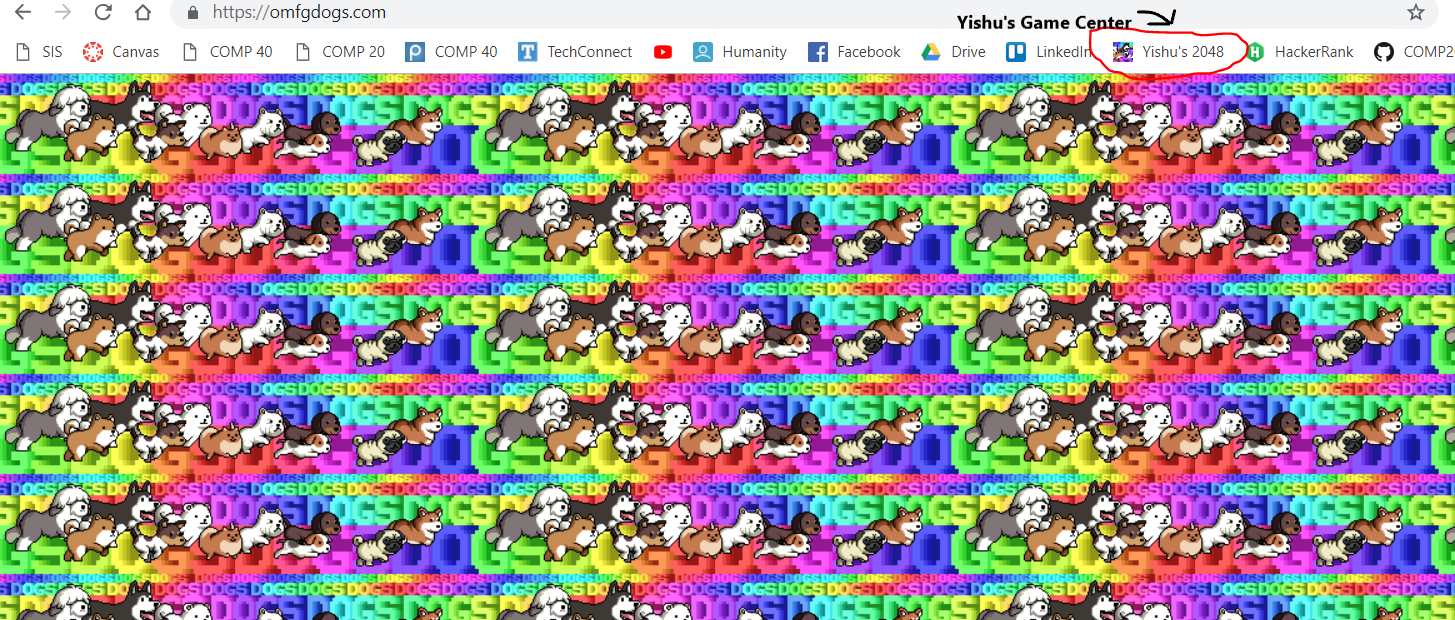 https://omfgdogs.com
Yishu's Game Center
SIS Canvas COMP 40 COMP 20 COMP 40 TechConnect Humanity Facebook Drive LinkedIn Yishu's 2048 HackerRank COMP2